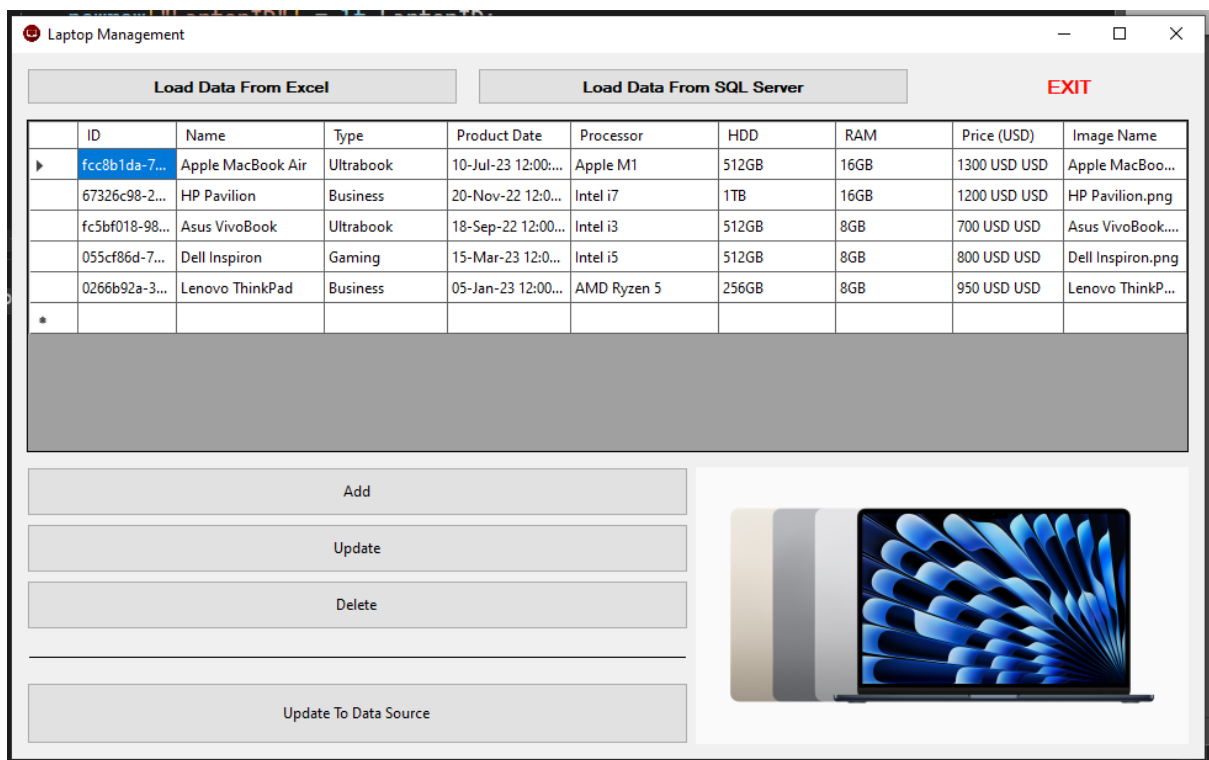 Laptop Management
Load Data From Excel Load Data From SQL Server EXIT
ID Name Type Product Date Processor HDD RAM Price (USD) Image Name
fcc8b1da-7... Apple MacBook Air Ultrabook 10-Jul-23 12:00:... Apple M1 512GB 16GB 1300 USD USD Apple MacBoo...
67326c98-2... HP Pavilion Business 20-Nov-22 12:0... Intel i7 1TB 16GB 1200 USD USD HP Pavilion.png
fc5bf018-98... Asus VivoBook Ultrabook 18-Sep-22 12:00... Intel i3 512GB 8GB 700 USD USD Asus VivoBook....
055cf86d-7... Dell Inspiron Gaming 15-Mar-23 12:0... Intel i5 512GB 8GB 800 USD USD Dell Inspiron.png
0266b92a-3... Lenovo ThinkPad Business 05-Jan-23 12:00... AMD Ryzen 5 256GB 8GB 950 USD USD Lenovo ThinkP...
Add
Update
Delete
Update To Data Source